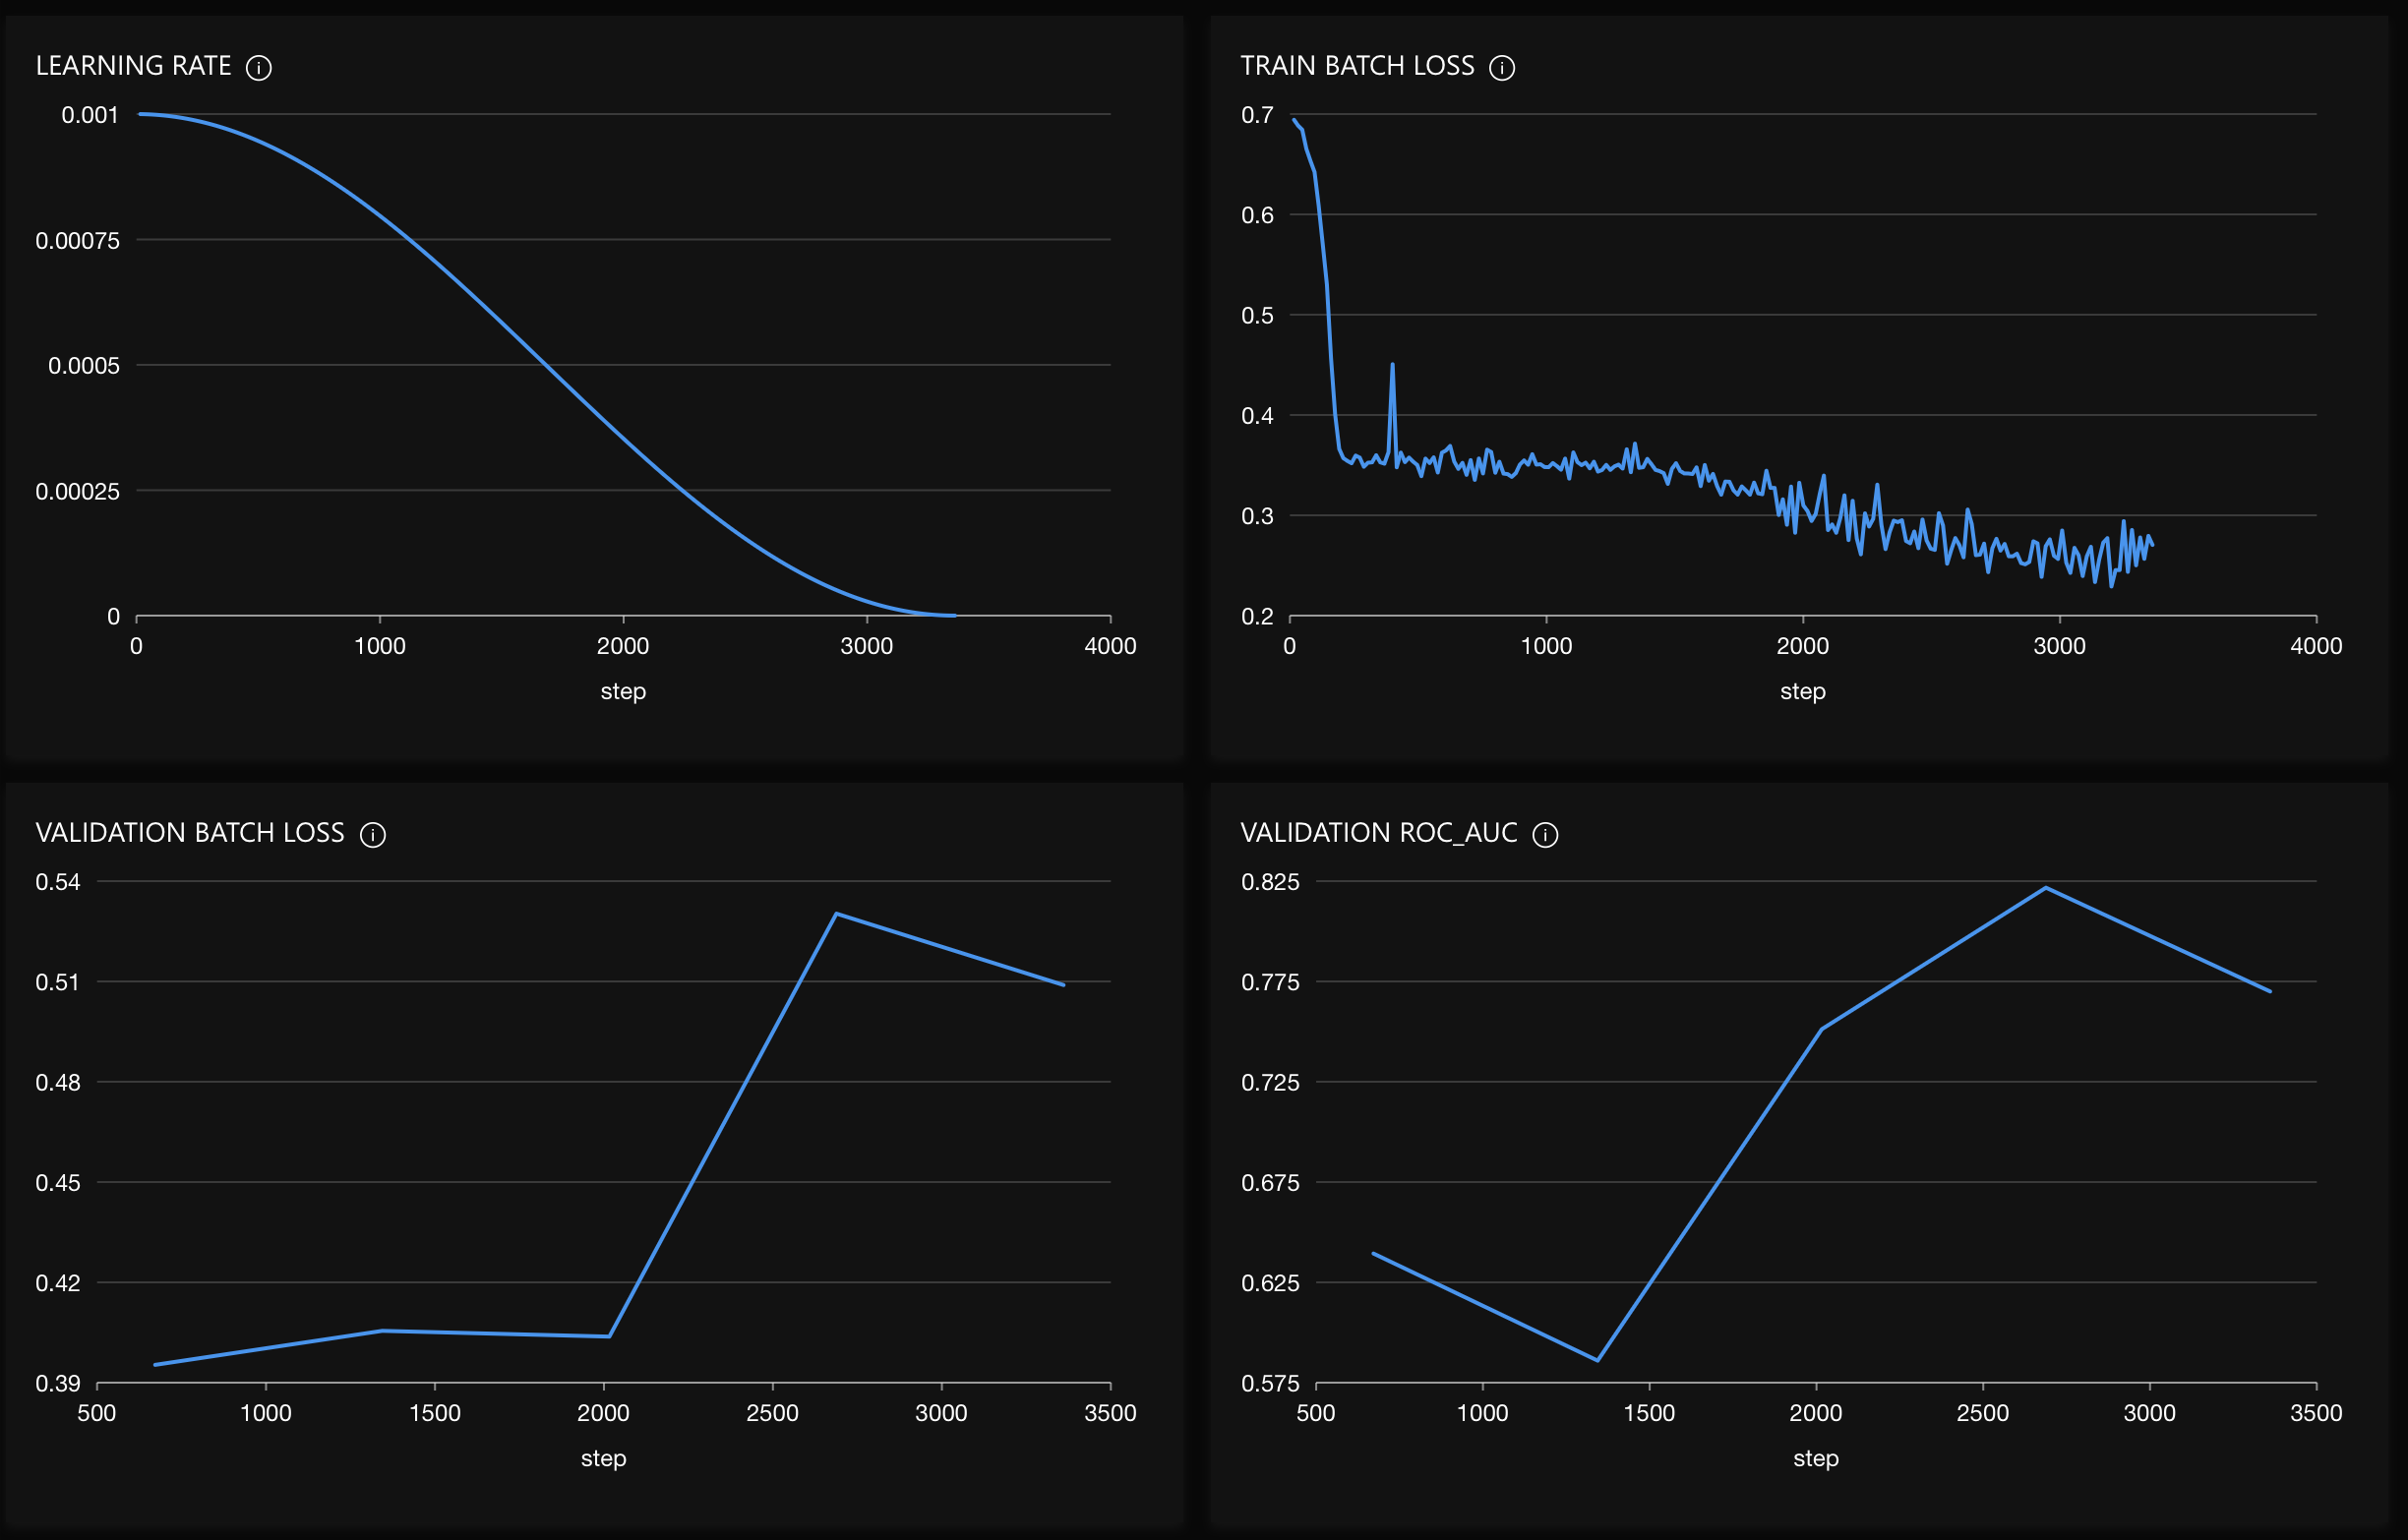 LEARNING RATE
0.001
0.00075
0.0005
0.00025
0
0 1000 2000 3000 4000
step
TRAIN BATCH LOSS
0.7
0.6
0.5
0.4
0.3
0.2
0 1000 2000 3000 4000
step
VALIDATION BATCH LOSS
0.54
0.51
0.48
0.45
0.42
0.39
500 1000 1500 2000 2500 3000 3500
step
VALIDATION ROC_AUC
0.825
0.775
0.725
0.675
0.625
0.575
500 1000 1500 2000 2500 3000 3500
step